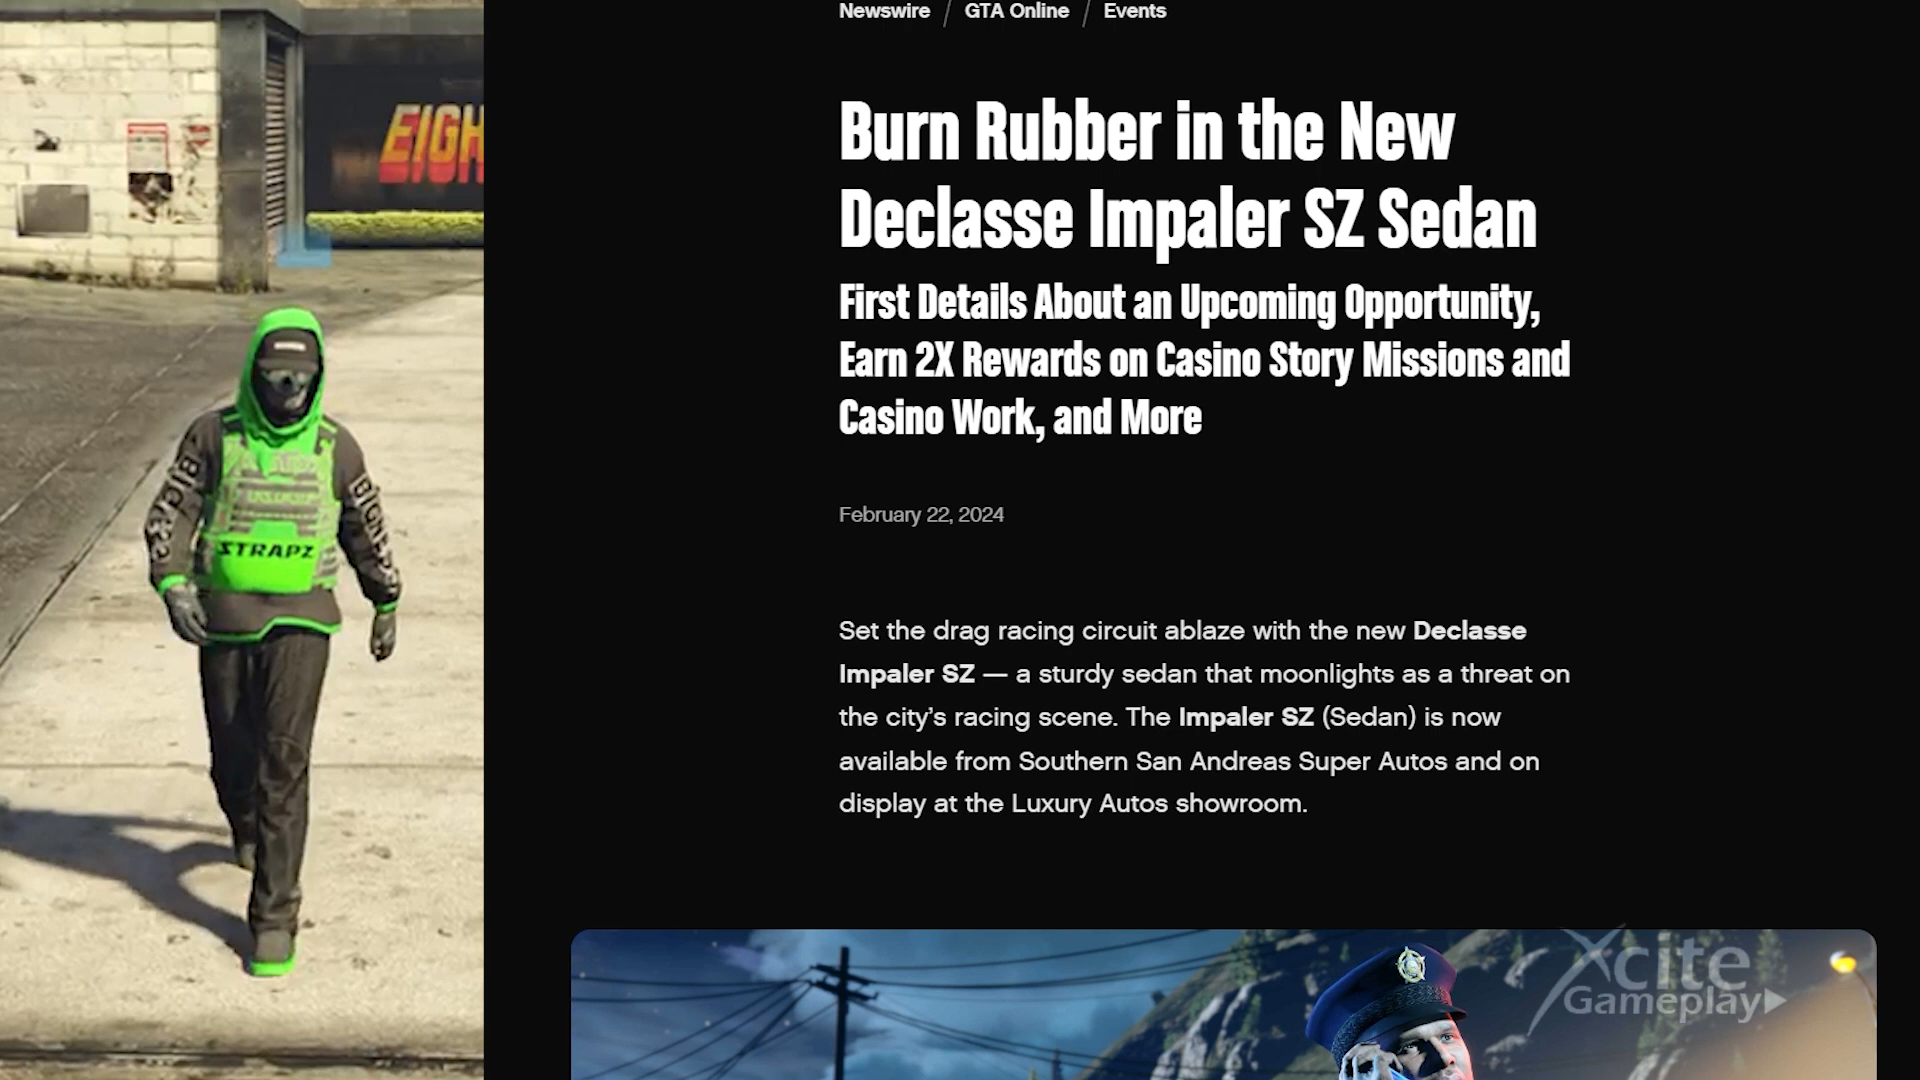 Newswire / GTA Online / Events
EIGH
Burn Rubber in the New
Declasse Impaler SZ Sedan
First Details About an Upcoming Opportunity,
Earn 2X Rewards on Casino Story Missions and
Casino Work, and More
February 22, 2024
STRAPZ
Set the drag racing circuit ablaze with the new Declasse
Impaler SZ — a sturdy sedan that moonlights as a threat on
the city’s racing scene. The Impaler SZ (Sedan) is now
available from Southern San Andreas Super Autos and on
display at the Luxury Autos showroom.
Xcite
Gameplay